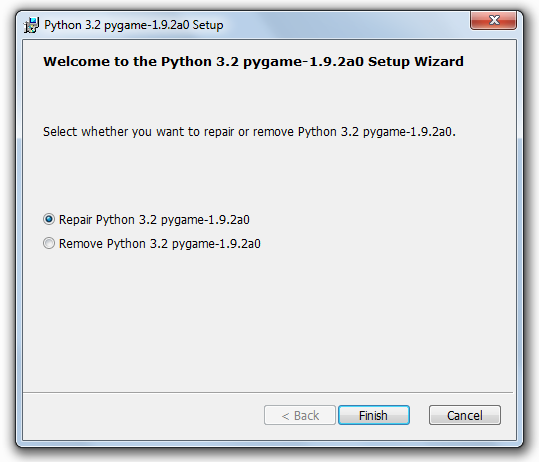 Python 3.2 pygame-1.9.2a0 Setup
Welcome to the Python 3.2 pygame-1.9.2a0 Setup Wizard
Select whether you want to repair or remove Python 3.2 pygame-1.9.2a0.
Repair Python 3.2 pygame-1.9.2a0
Remove Python 3.2 pygame-1.9.2a0
< Back Finish Cancel